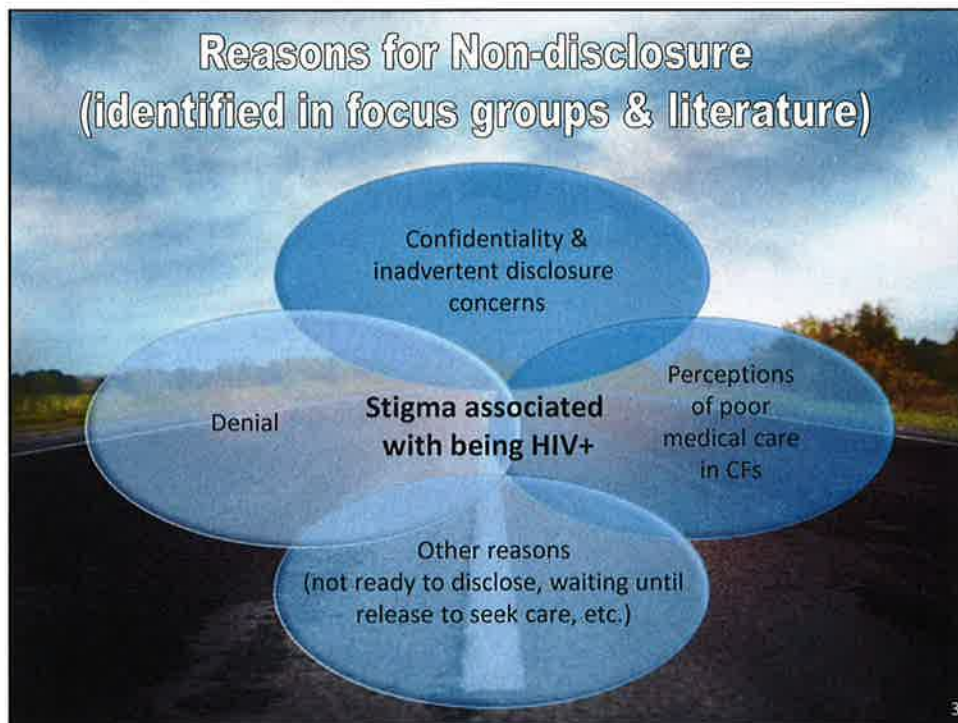 Reasons for Non-disclosure
(identified in focus groups & literature)
Confidentiality &
inadvertent disclosure
concerns
Denial
Stigma associated
with being HIV+
Perceptions
of poor
medical care
in CFs
Other reasons
(not ready to disclose, waiting until
release to seek care, etc.)
3